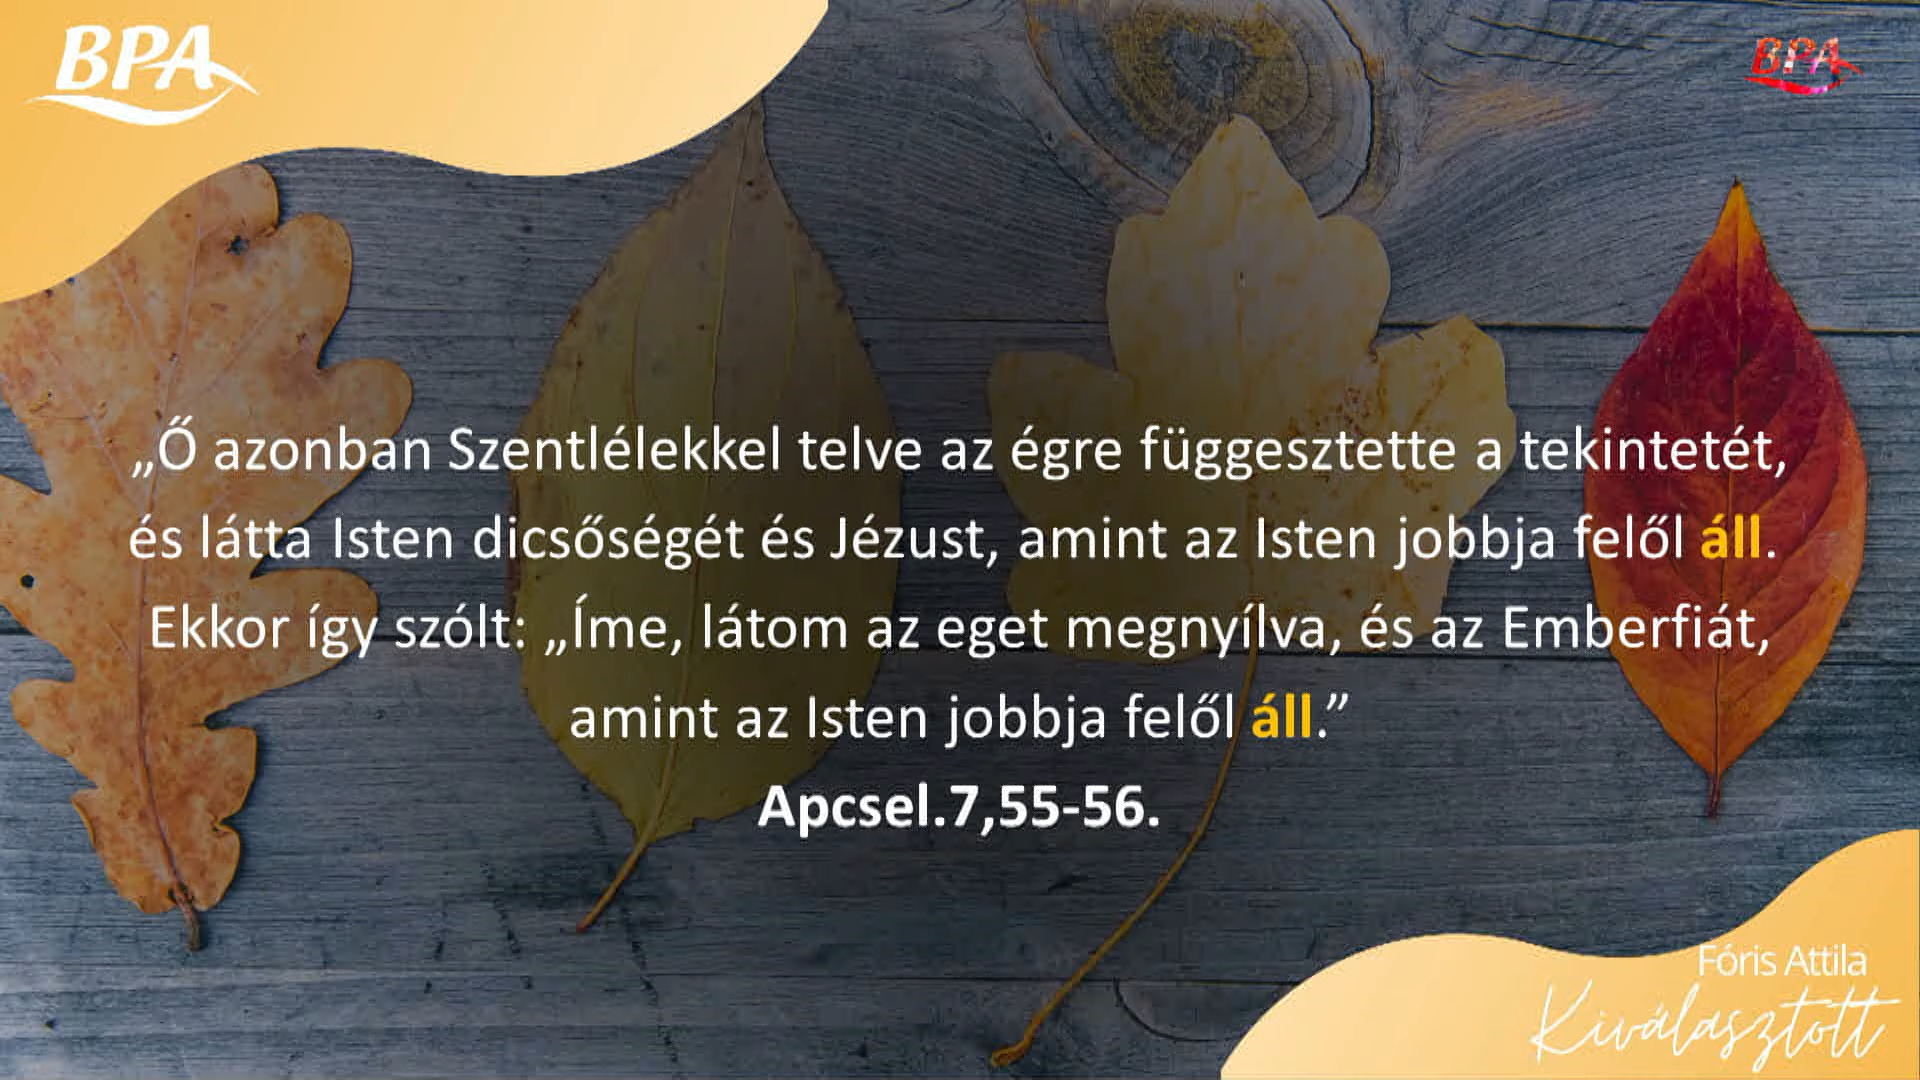 BPA
BPA
„Ő azonban Szentlélekkel telve az égre függesztette a tekintetét,
és látta Isten dicsőségét és Jézust, amint az Isten jobbja felől áll.
Ekkor így szólt: „Íme, látom az eget megnyílva, és az Emberfiát,
amint az Isten jobbja felől áll.”
Apcsel.7,55-56.
Fóris Attila
Kiválasztott